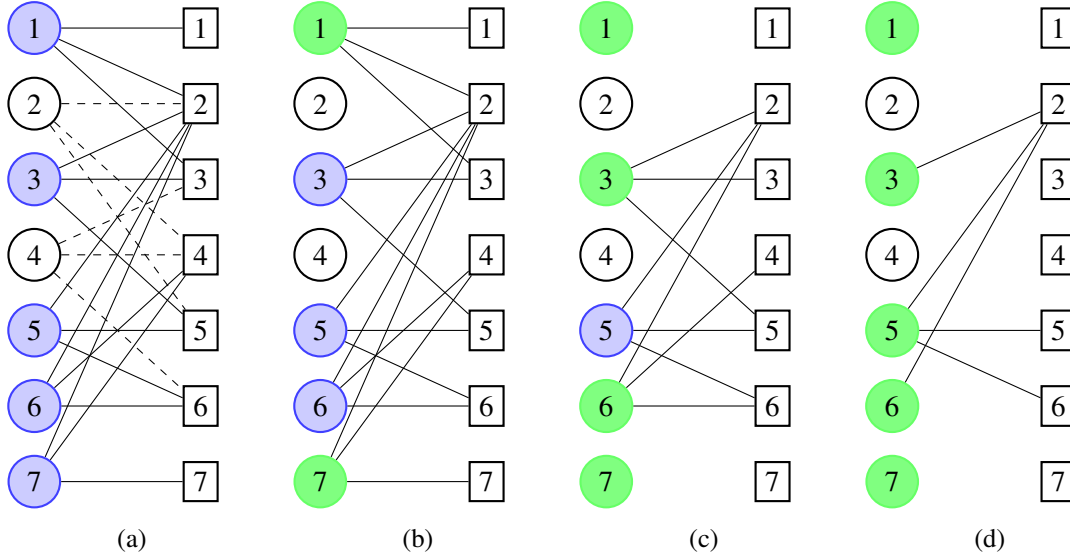 1 1 1 1 1 1 1 1
2 2 2 2 2 2 2 2
3 3 3 3 3 3 3 3
4 4 4 4 4 4 4 4
5 5 5 5 5 5 5 5
6 6 6 6 6 6 6 6
7 7 7 7 7 7 7 7
(a) (b) (c) (d)